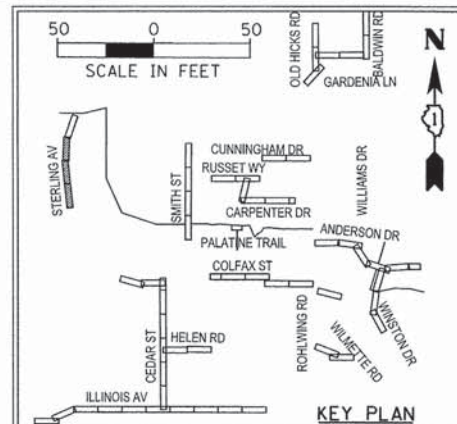 50 0 50
SCALE IN FEET
OLD HICKS RD
BALDWIN RD
GARDENIA LN
N
1
STERLING AV
SMITH ST
CUNNINGHAM DR
RUSSET WY
CARPENTER DR
WILLIAMS DR
PALATINE TRAIL
ANDERSON DR
COLFAX ST
CEDAR ST
HELEN RD
ROHLWING RD
WILMETTE RD
WINSTON DR
ILLINOIS AV
KEY PLAN